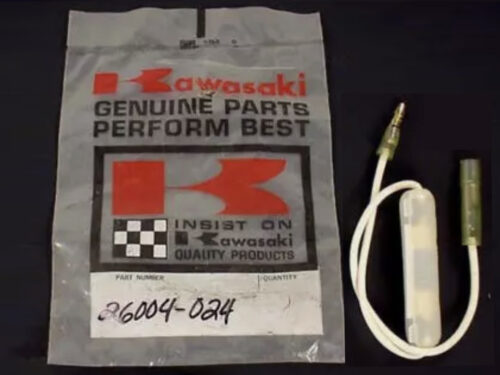 Kawasaki
GENUINE PARTS
PERFORM BEST
INSIST ON
Kawasaki
QUALITY PRODUCTS
PART NUMBER
QUANTITY
26004-024